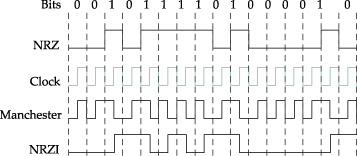 Bits 0 0 1 0 1 1 1 1 0 1 0 0 0 0 1 0
NRZ
Clock
Manchester
NRZI